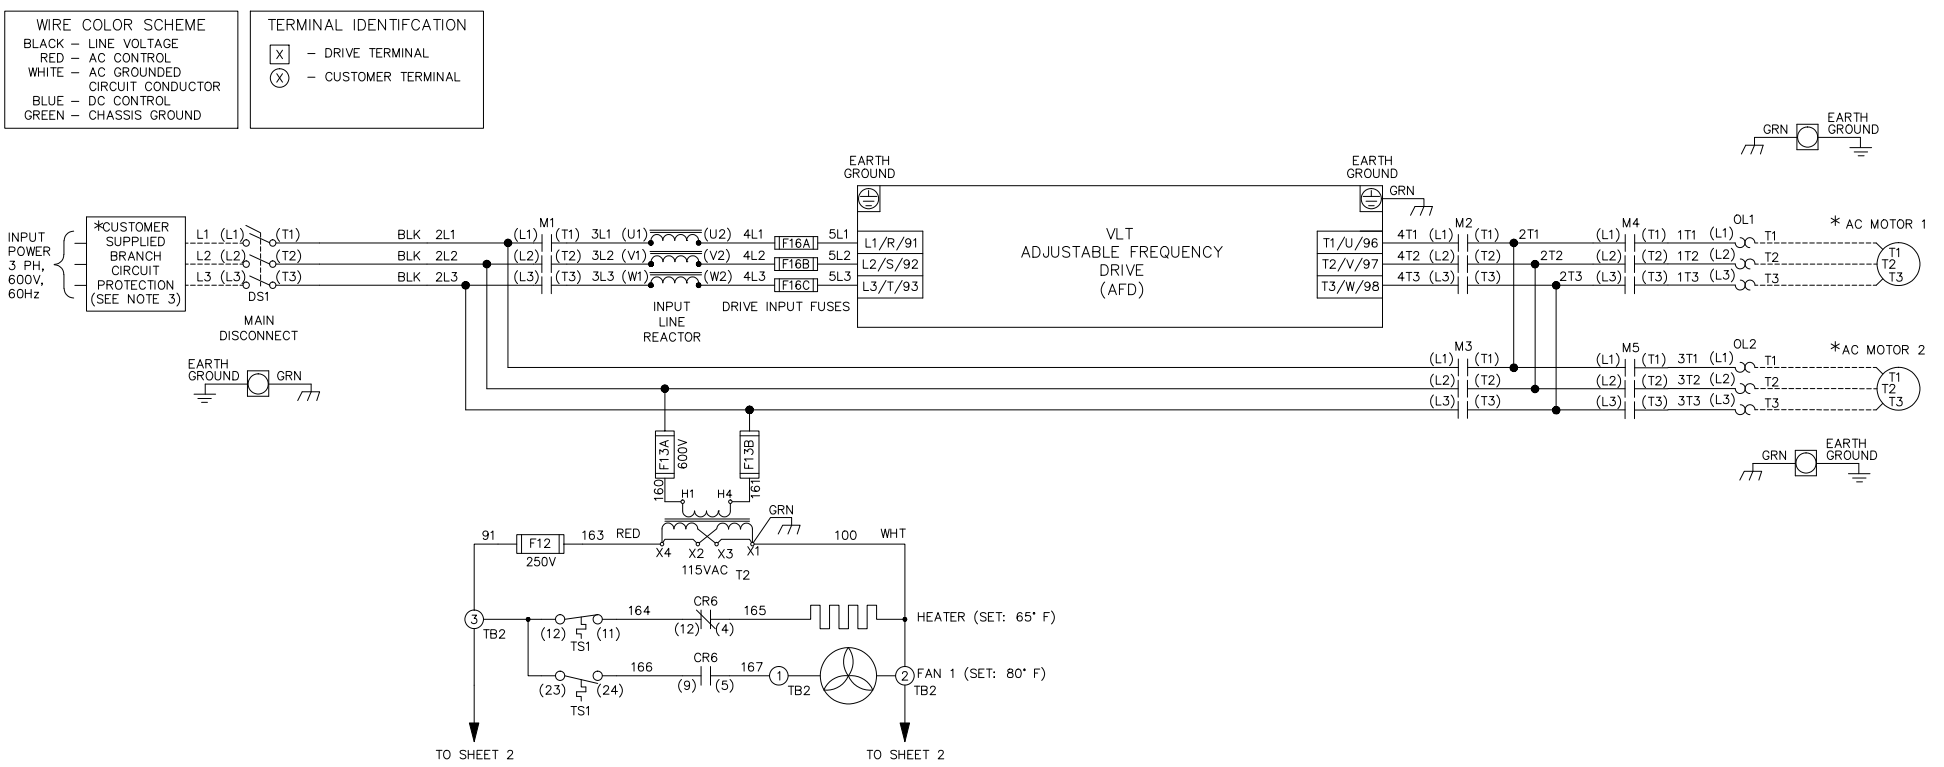 WIRE COLOR SCHEME
BLACK – LINE VOLTAGE
RED – AC CONTROL
WHITE – AC GROUNDED
CIRCUIT CONDUCTOR
BLUE – DC CONTROL
GREEN – CHASSIS GROUND
TERMINAL IDENTIFCATION
X – DRIVE TERMINAL
X – CUSTOMER TERMINAL
EARTH
GROUND
GRN
EARTH
GROUND
EARTH
GROUND
GRN
INPUT
POWER
3 PH,
600V,
60Hz
*CUSTOMER
SUPPLIED
BRANCH
CIRCUIT
PROTECTION
(SEE NOTE 3)
L1 (L1) (T1) BLK 2L1 (L1) M1 (T1) 3L1 (U1) (U2) 4L1 F16A 5L1 L1/R/91
L2 (L2) (T2) BLK 2L2 (L2) (T2) 3L2 (V1) (V2) 4L2 F16B 5L2 L2/S/92
L3 (L3) (T3) BLK 2L3 (L3) (T3) 3L3 (W1) (W2) 4L3 F16C 5L3 L3/T/93
DS1
MAIN
DISCONNECT
INPUT
LINE
REACTOR
DRIVE INPUT FUSES
VLT
ADJUSTABLE FREQUENCY
DRIVE
(AFD)
T1/U/96 4T1 (L1) M2 (T1) 2T1 (L1) M4 (T1) 1T1 (L1) OL1 T1
T2/V/97 4T2 (L2) (T2) 2T2 (L2) (T2) 1T2 (L2) T2
T3/W/98 4T3 (L3) (T3) 2T3 (L3) (T3) 1T3 (L3) T3
* AC MOTOR 1
T1
T2
T3
EARTH
GROUND
GRN
(L1) M3 (T1) (L1) M5 (T1) 3T1 (L1) OL2 T1
(L2) (T2) (L2) (T2) 3T2 (L2) T2
(L3) (T3) (L3) (T3) 3T3 (L3) T3
*AC MOTOR 2
T1
T2
T3
F13A
600V
F13B
160
161
H1 H4
GRN
EARTH
GROUND
GRN
91 F12 163 RED
250V
X4 X2 X3 X1
115VAC T2
100 WHT
3
TB2
(12) (11)
TS1
164
CR6
(12) (4)
165
HEATER (SET: 65° F)
(23) (24)
TS1
166
CR6
(9) (5)
167
1
TB2
2
TB2
FAN 1 (SET: 80° F)
TO SHEET 2
TO SHEET 2